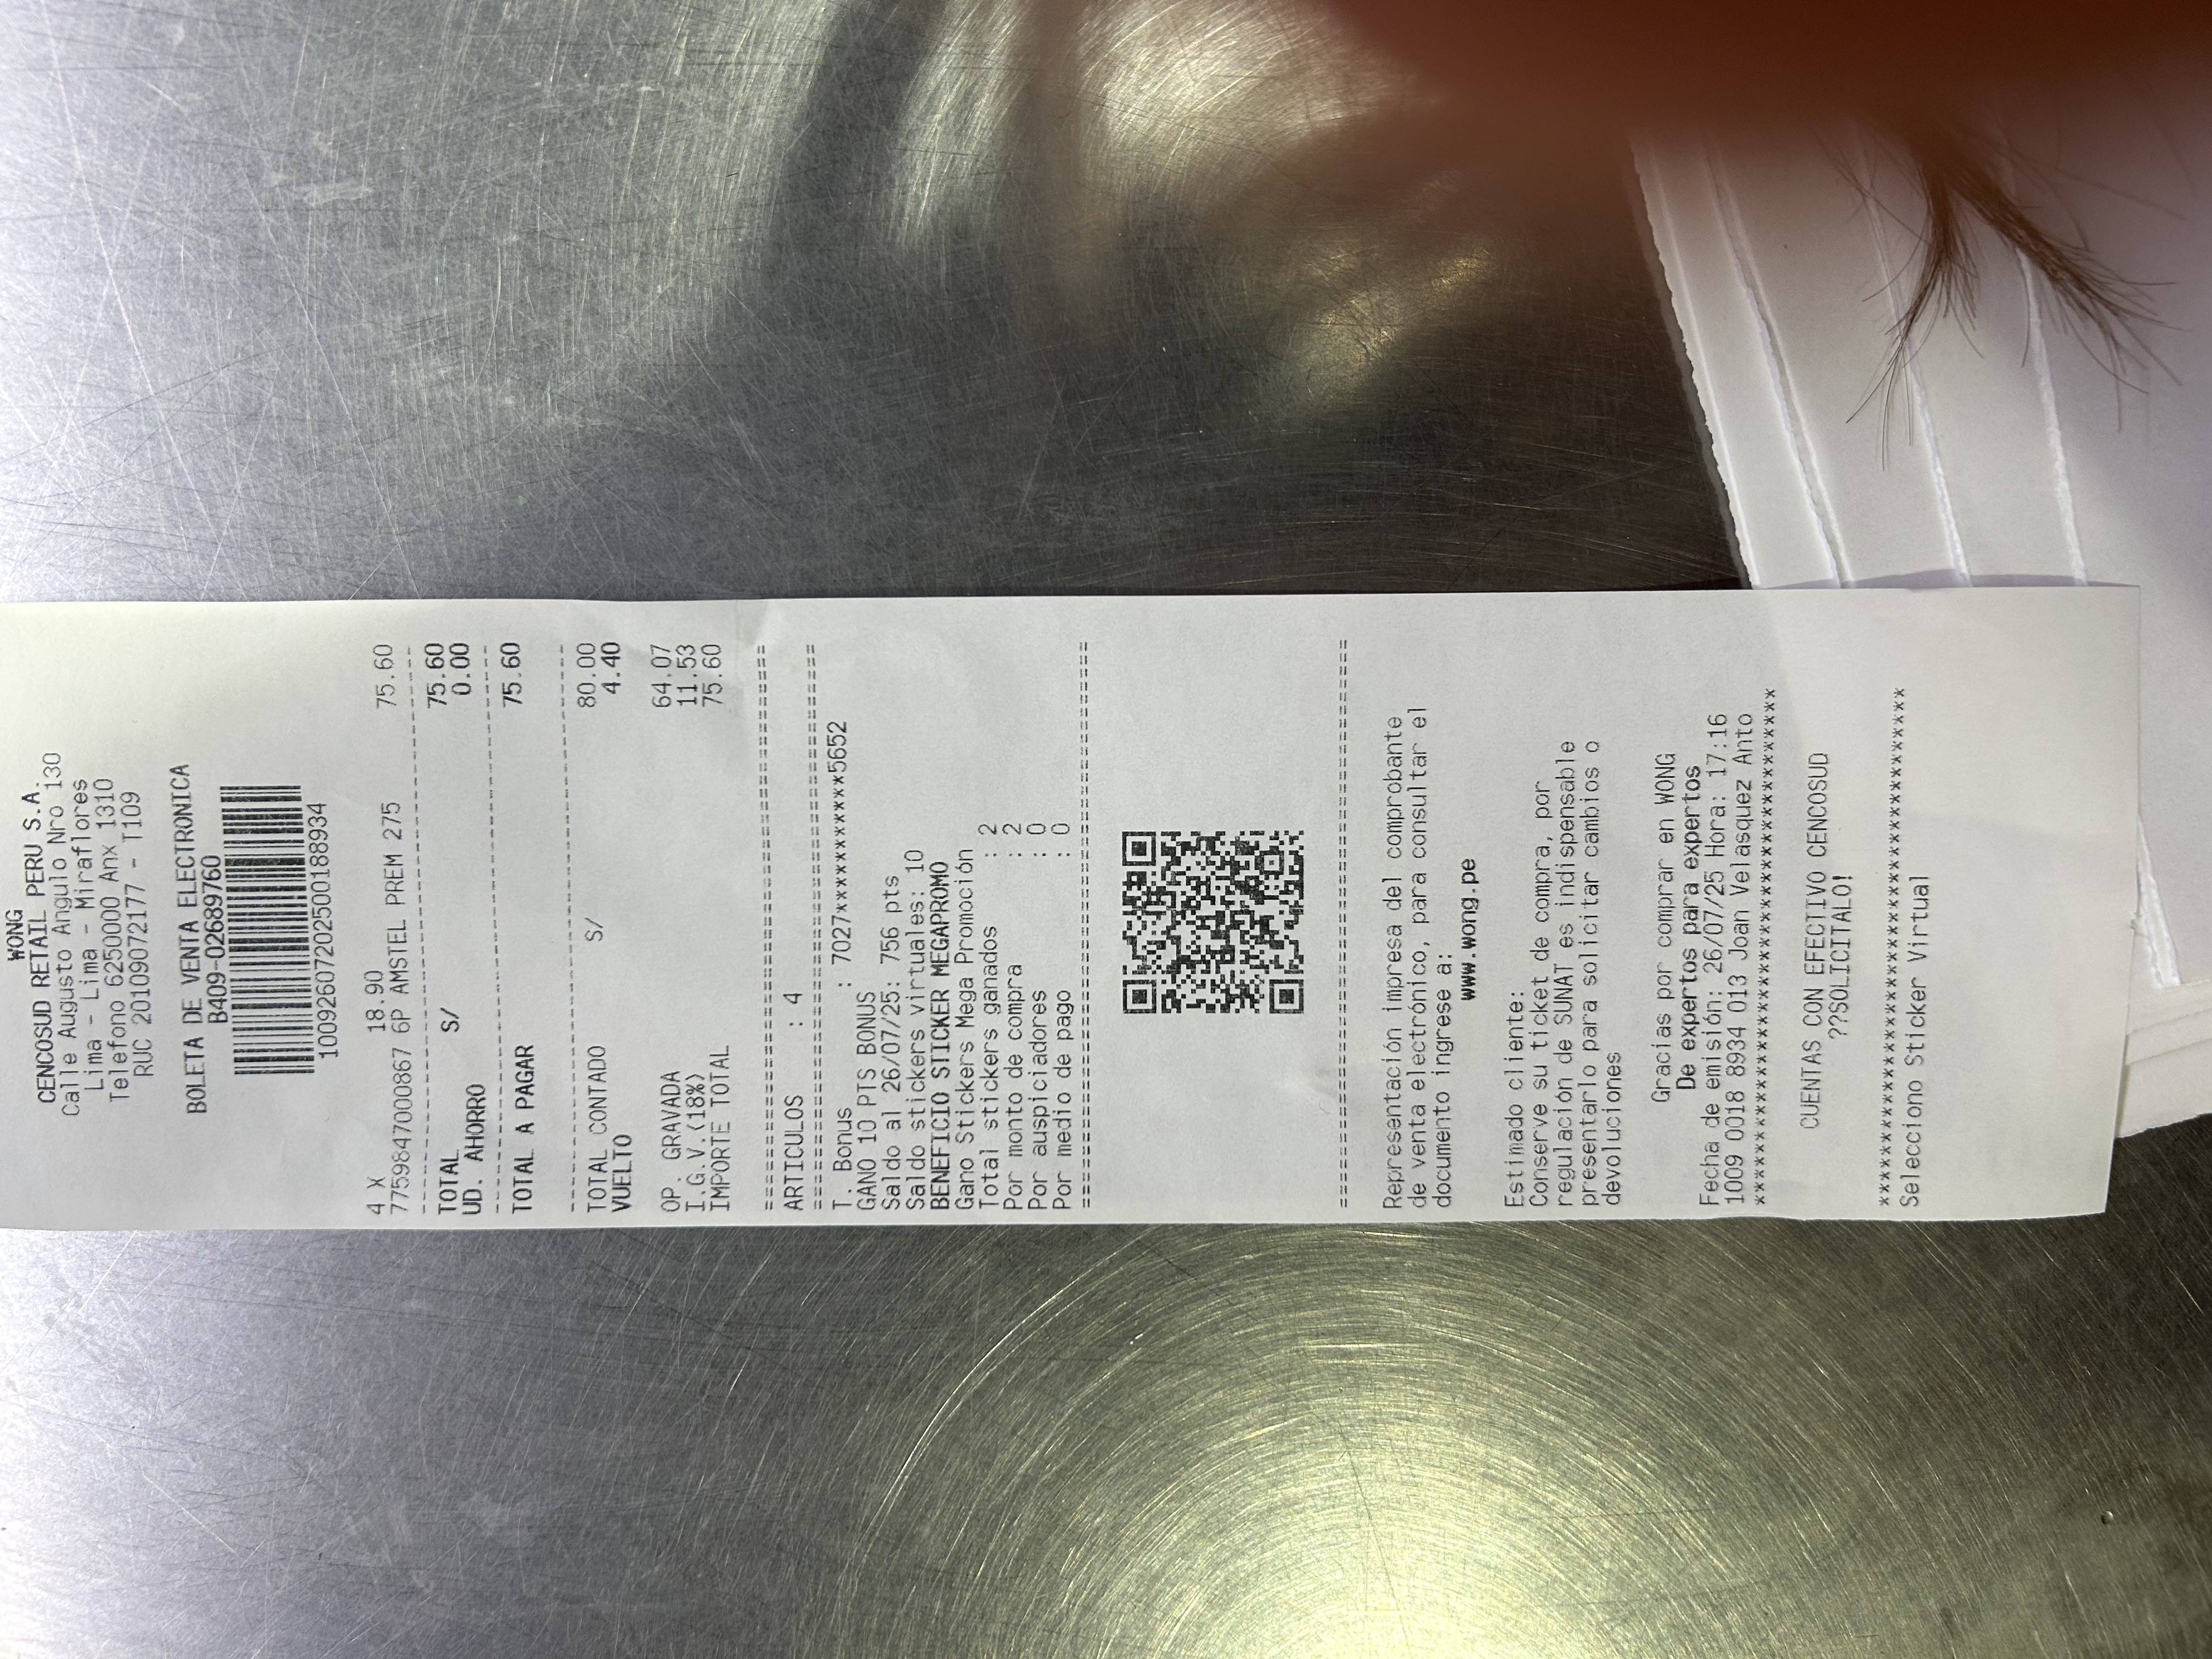 WONG
CENCOSUD RETAIL PERU S.A.
Calle Augusto Angulo Nro 130
Lima - Lima - Miraflores
Telefono 6250000 Anx 1310
RUC 20109072177 - T109
BOLETA DE VENTA ELECTRONICA
B409-02689760
10092607202500188934
4 X 18.90
7759847000867 6P AMSTEL PREM 275 75.60
TOTAL S/ 75.60
UD. AHORRO 0.00
TOTAL A PAGAR 75.60
TOTAL CONTADO S/ 80.00
VUELTO 4.40
OP. GRAVADA 64.07
I.G.V.(18%) 11.53
IMPORTE TOTAL 75.60
ARTICULOS : 4
T. Bonus : 7027***********5652
GANO 10 PTS BONUS
Saldo al 26/07/25: 756 pts
Saldo stickers virtuales: 10
BENEFICIO STICKER MEGAPROMO
Gano Stickers Mega Promoción
Total stickers ganados : 2
Por monto de compra : 2
Por auspiciadores : 0
Por medio de pago : 0
Representación impresa del comprobante
de venta electrónico, para consultar el
documento ingrese a:
www.wong.pe
Estimado cliente:
Conserve su ticket de compra, por
regulación de SUNAT es indispensable
presentarlo para solicitar cambios o
devoluciones
Gracias por comprar en WONG
De expertos para expertos
Fecha de emisión: 26/07/25 Hora: 17:16
1009 0018 8934 013 Joan Velasquez Anto
****************************************
CUENTAS CON EFECTIVO CENCOSUD
??SOLICITALO!
****************************************
Selecciono Sticker Virtual